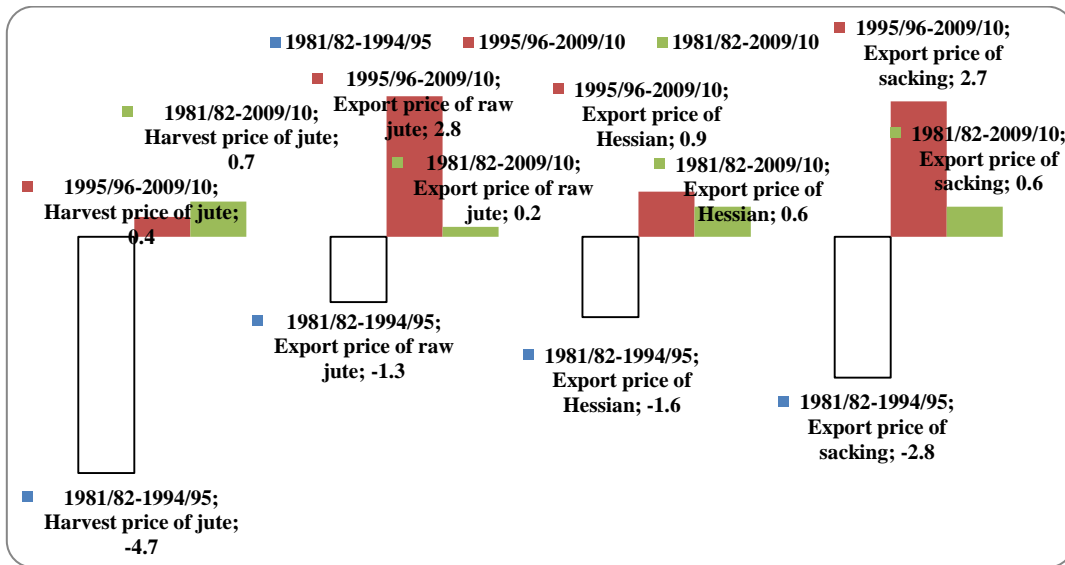 1981/82-1994/95 1995/96-2009/10 1981/82-2009/10
1995/96-2009/10;
Export price of
sacking; 2.7
1995/96-2009/10;
Export price of raw
jute; 2.8
1995/96-2009/10;
Export price of
Hessian; 0.9
1981/82-2009/10;
Harvest price of jute;
0.7
1981/82-2009/10;
Export price of
sacking; 0.6
1981/82-2009/10;
Export price of raw
jute; 0.2
1981/82-2009/10;
Export price of
Hessian; 0.6
1995/96-2009/10;
Harvest price of jute;
0.4
1981/82-1994/95;
Export price of raw
jute; -1.3
1981/82-1994/95;
Export price of
Hessian; -1.6
1981/82-1994/95;
Export price of
sacking; -2.8
1981/82-1994/95;
Harvest price of jute;
-4.7